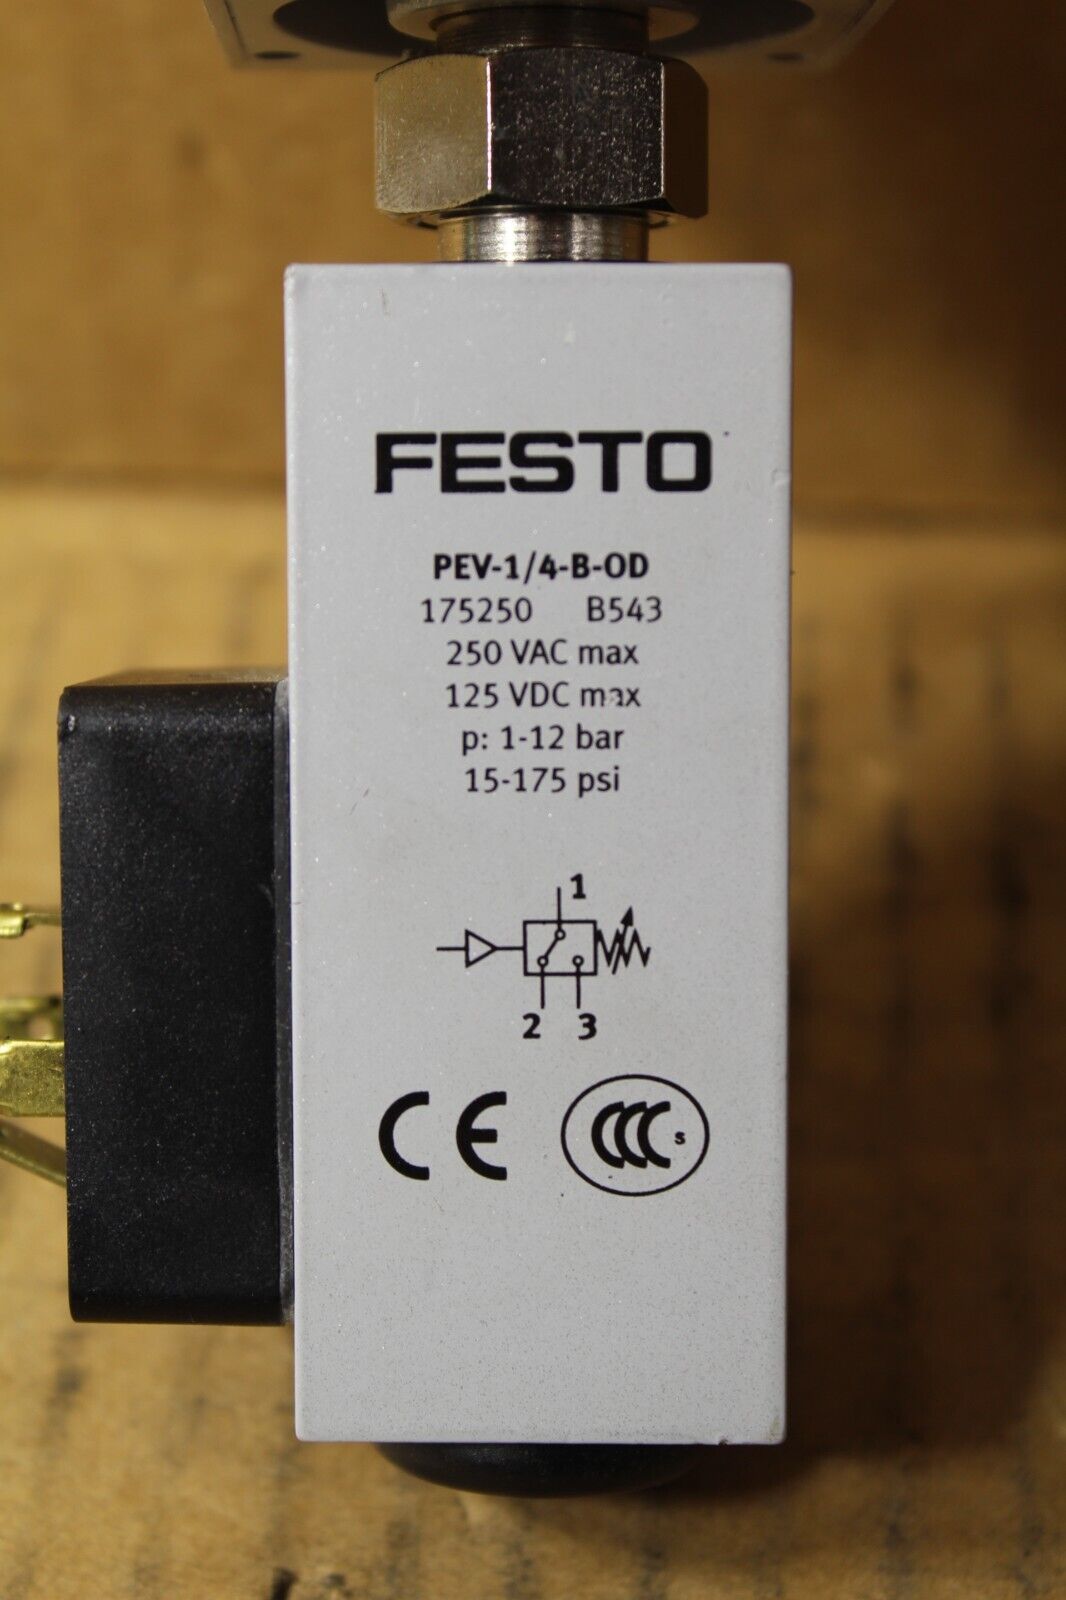 FESTO
PEV-1/4-B-OD
175250 B543
250 VAC max
125 VDC max
p: 1-12 bar
15-175 psi
1
2 3
CE CCC S